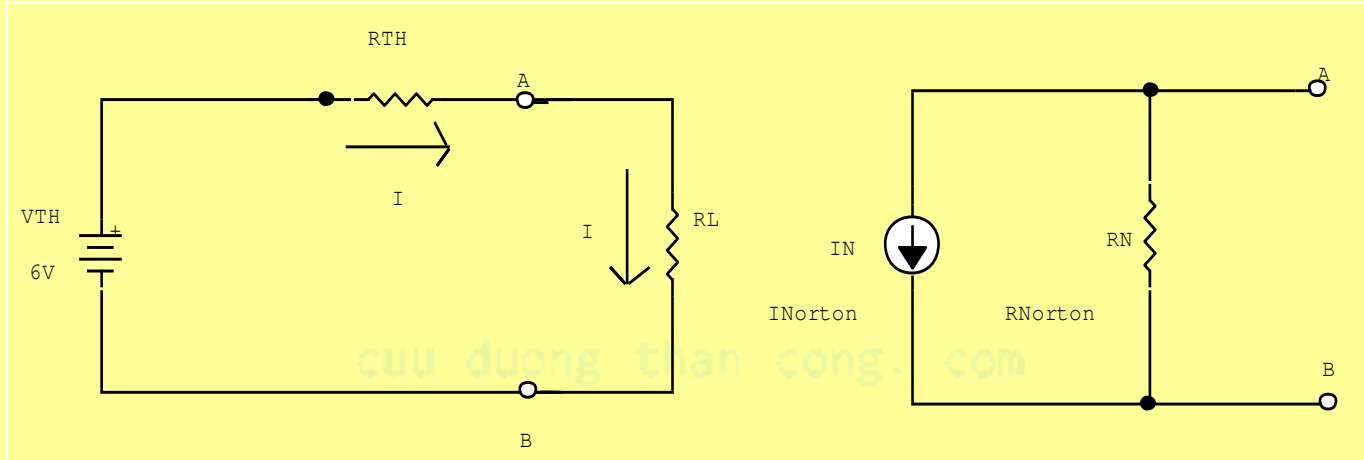 RTH
A
I
VTH
+
6V
I
RL
B
A
IN
RN
INorton
RNorton
B
cuu duong than cong. com